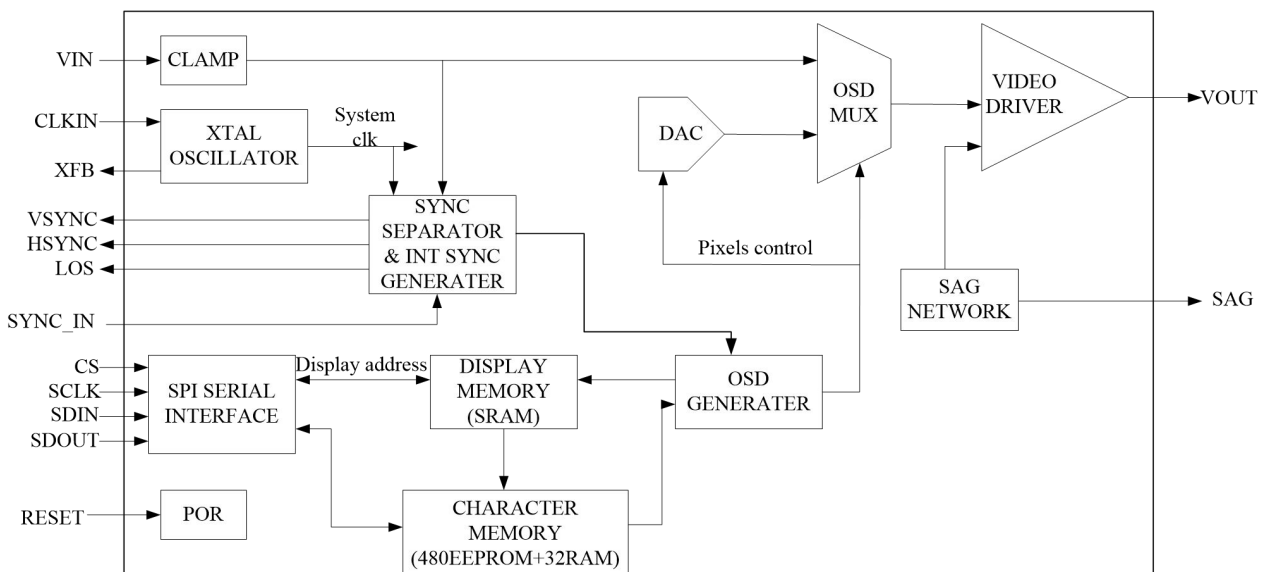 VIN
CLAMP
CLKIN
XTAL
OSCILLATOR
System
clk
XFB
VSYNC
HSYNC
LOS
SYNC
SEPARATOR
& INT SYNC
GENERATER
SYNC_IN
DAC
OSD
MUX
VIDEO
DRIVER
VOUT
Pixels control
SAG
NETWORK
SAG
CS
SCLK
SDIN
SDOUT
SPI SERIAL
INTERFACE
Display address
DISPLAY
MEMORY
(SRAM)
OSD
GENERATER
RESET
POR
CHARACTER
MEMORY
(480EEPROM+32RAM)